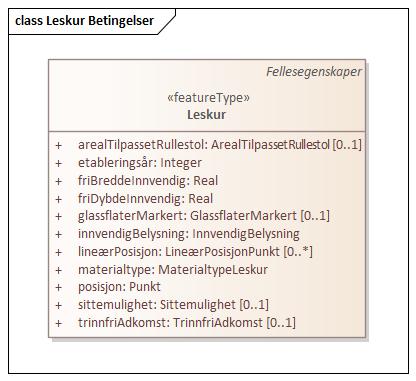 class Leskur Betingelser
Fellesegenskaper
«featureType»
Leskur
+ arealTilpassetRullestol: ArealTilpassetRullestol [0..1]
+ etableringsår: Integer
+ friBreddeInnvendig: Real
+ friDybdeInnvendig: Real
+ glassflaterMarkert: GlassflaterMarkert [0..1]
+ innvendigBelysning: InnvendigBelysning
+ lineærPosisjon: LineærPosisjonPunkt [0..*]
+ materialtype: MaterialtypeLeskur
+ posisjon: Punkt
+ sittemulighet: Sittemulighet [0..1]
+ trinnfriAdkomst: TrinnfriAdkomst [0..1]